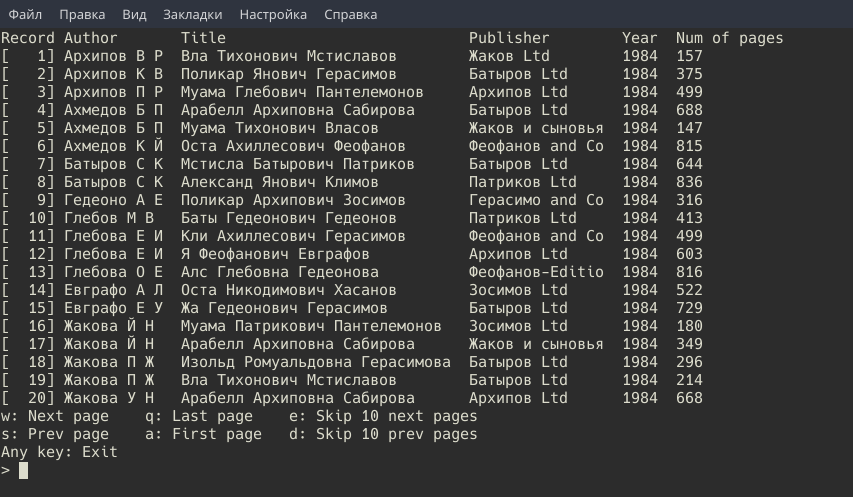 Файл Правка Вид Закладки Настройка Справка
Record Author Title Publisher Year Num of pages
[ 1] Архипов В Р Вла Тихонович Мстиславов Жаков Ltd 1984 157
[ 2] Архипов К В Поликар Янович Герасимов Батыров Ltd 1984 375
[ 3] Архипов П Р Муама Глебович Пантелемонов Архипов Ltd 1984 499
[ 4] Ахмедов Б П Арабелл Архиповна Сабирова Батыров Ltd 1984 688
[ 5] Ахмедов Б П Муама Тихонович Власов Жаков и сыновья 1984 147
[ 6] Ахмедов К Й Оста Ахиллесович Феофанов Феофанов and Co 1984 815
[ 7] Батыров С К Мстисла Батырович Патриков Батыров Ltd 1984 644
[ 8] Батыров С К Александ Янович Климов Патриков Ltd 1984 836
[ 9] Гедеоно А Е Поликар Архипович Зосимов Герасимо and Co 1984 316
[ 10] Глебов М В Баты Гедеонович Гедеонов Патриков Ltd 1984 413
[ 11] Глебова Е И Кли Ахиллесович Герасимов Феофанов and Co 1984 499
[ 12] Глебова Е И Я Феофанович Евграфов Архипов Ltd 1984 603
[ 13] Глебова О Е Алс Глебовна Гедеонова Феофанов-Editio 1984 816
[ 14] Евграфо А Л Оста Никодимович Хасанов Зосимов Ltd 1984 522
[ 15] Евграфо Е У Жа Гедеонович Герасимов Батыров Ltd 1984 729
[ 16] Жакова Й Н Муама Патрикович Пантелемонов Зосимов Ltd 1984 180
[ 17] Жакова Й Н Арабелл Архиповна Сабирова Жаков и сыновья 1984 349
[ 18] Жакова П Ж Изольд Ромуальдовна Герасимова Батыров Ltd 1984 296
[ 19] Жакова П Ж Вла Тихонович Мстиславов Батыров Ltd 1984 214
[ 20] Жакова У Н Арабелл Архиповна Сабирова Архипов Ltd 1984 668
w: Next page q: Last page e: Skip 10 next pages
s: Prev page a: First page d: Skip 10 prev pages
Any key: Exit
>